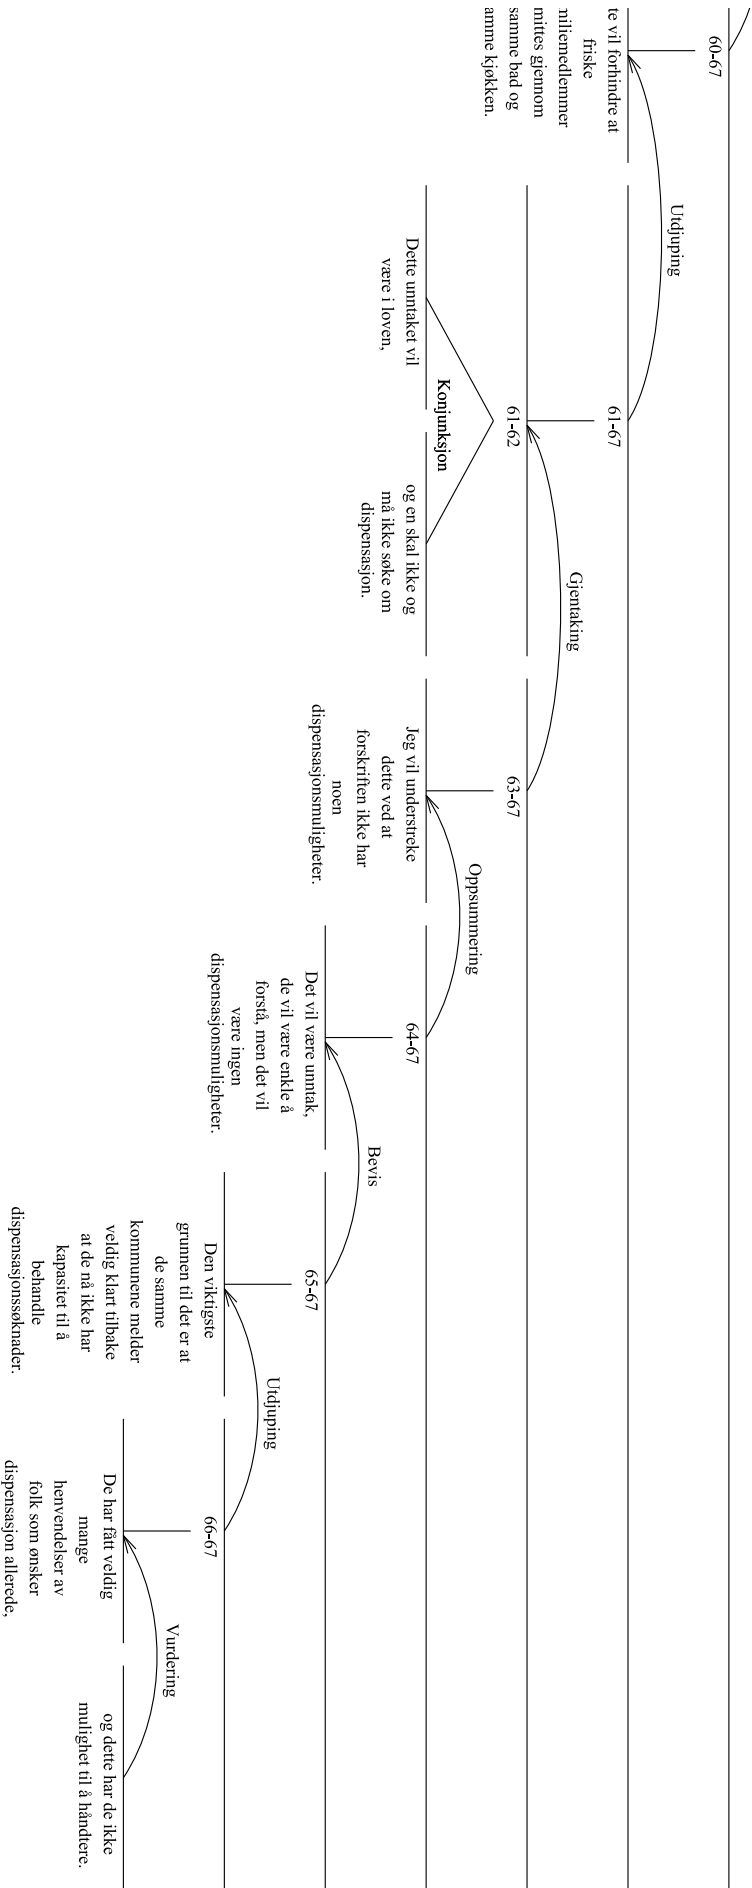 60-67
te vil forhindre at
friske
miliemedlemmer
mittes gjennom
samme bad og
amme kjøkken.
Utdjuping
61-67
61-62
Dette unntaket vil
være i loven,
Konjunksjon
og en skal ikke og
må ikke søke om
dispensasjon.
Gjentaking
63-67
Jeg vil understreke
dette ved at
forskriften ikke har
noen
dispensasjonsmuligheter.
Oppsummering
64-67
Det vil være unntak,
de vil være enkle å
forstå, men det vil
være ingen
dispensasjonsmuligheter.
Bevis
65-67
Den viktigste
grunnen til det er at
de samme
kommunene melder
veldig klart tilbake
at de nå ikke har
kapasitet til å
behandle
dispensasjonssøknader.
Utdjuping
66-67
De har fått veldig
mange
henvendelser av
folk som ønsker
dispensasjon allerede,
Vurdering
og dette har de ikke
mulighet til å håndtere.